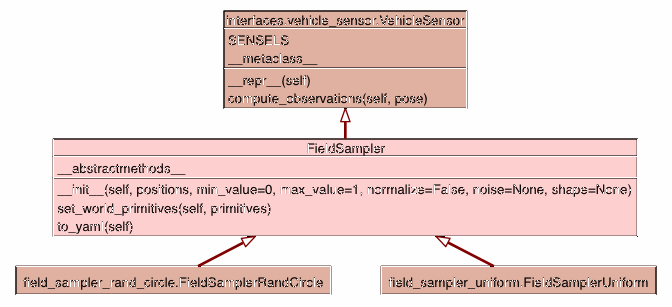 interfaces.vehicle_sensor.VehicleSensor
SENSELS
__metaclass__
__repr__(self)
compute_observations(self, pose)
FieldSampler
__abstractmethods__
__init__(self, positions, min_value=0, max_value=1, normalize=False, noise=None, shape=None)
set_world_primitives(self, primitives)
to_yaml(self)
field_sampler_rand_circle.FieldSamplerRandCircle
field_sampler_uniform.FieldSamplerUniform